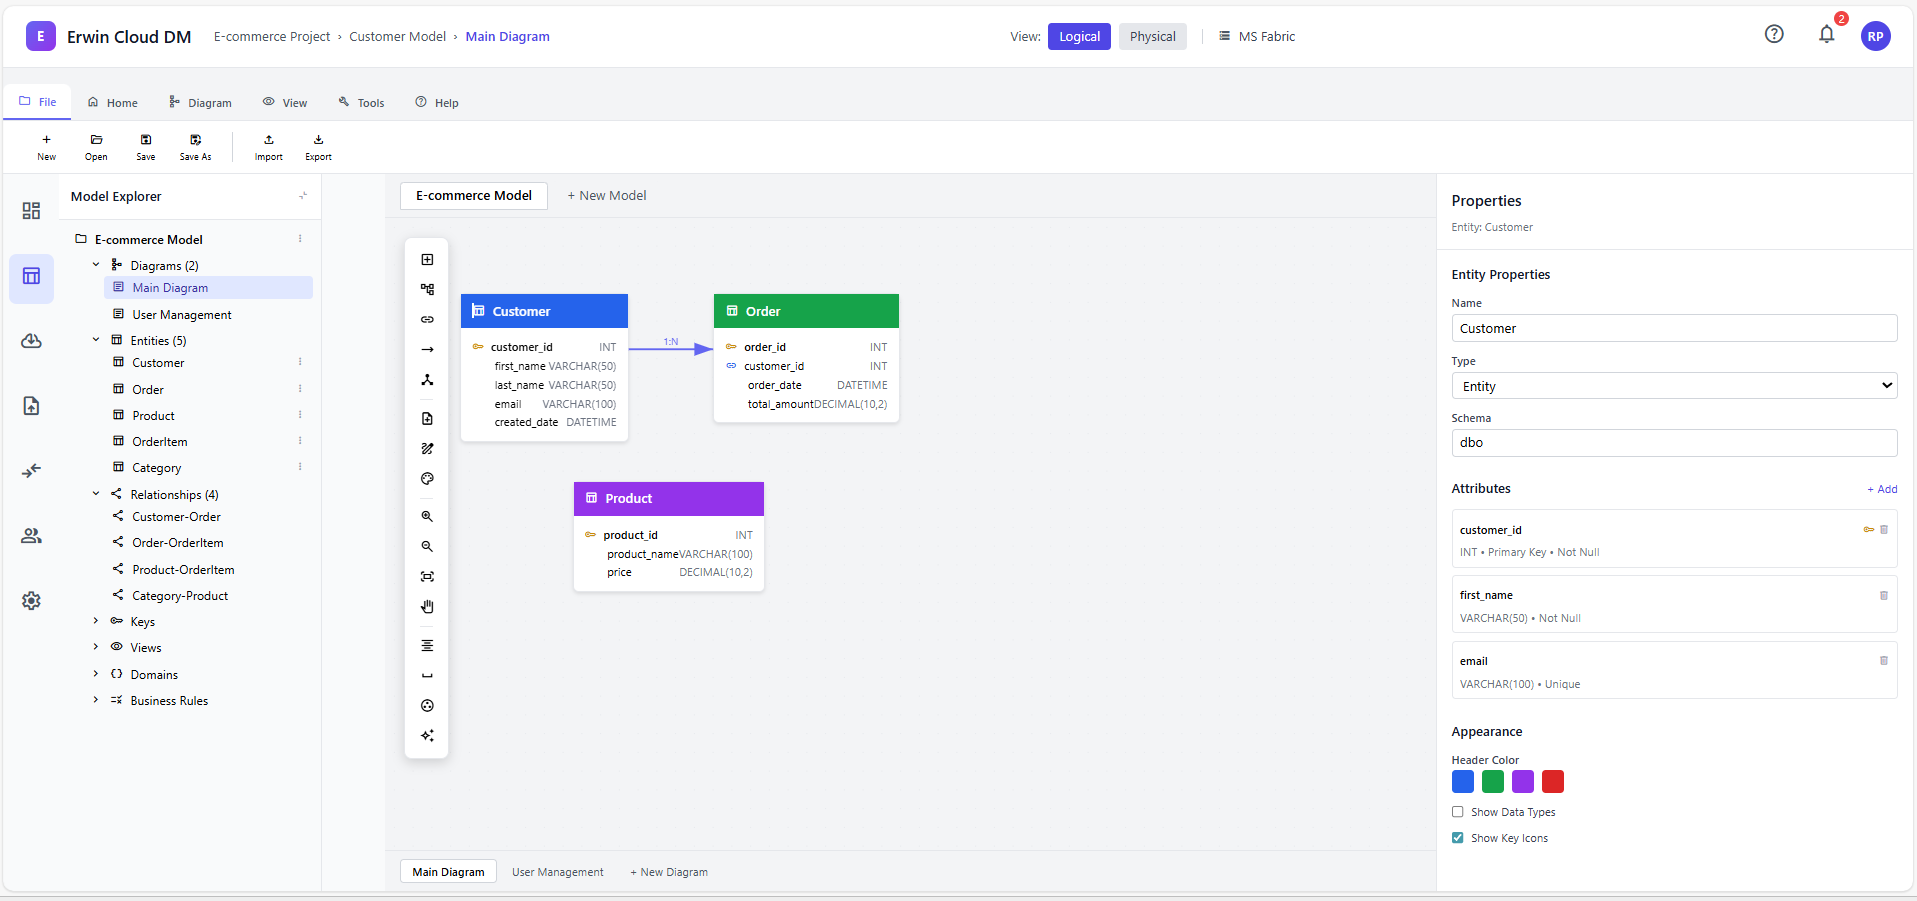 E
Erwin Cloud DM
E-commerce Project › Customer Model › Main Diagram
View: Logical Physical MS Fabric
2
RP
File Home Diagram View Tools Help
New Open Save Save As Import Export
Model Explorer
E-commerce Model
Diagrams (2)
Main Diagram
User Management
Entities (5)
Customer
Order
Product
OrderItem
Category
Relationships (4)
Customer-Order
Order-OrderItem
Product-OrderItem
Category-Product
Keys
Views
Domains
Business Rules
E-commerce Model + New Model
Customer
customer_id INT
first_name VARCHAR(50)
last_name VARCHAR(50)
email VARCHAR(100)
created_date DATETIME
1:N
Order
order_id INT
customer_id INT
order_date DATETIME
total_amount DECIMAL(10,2)
Product
product_id INT
product_name VARCHAR(100)
price DECIMAL(10,2)
Main Diagram User Management + New Diagram
Properties
Entity: Customer
Entity Properties
Name
Customer
Type
Entity
Schema
dbo
Attributes + Add
customer_id
INT • Primary Key • Not Null
first_name
VARCHAR(50) • Not Null
email
VARCHAR(100) • Unique
Appearance
Header Color
Show Data Types
Show Key Icons